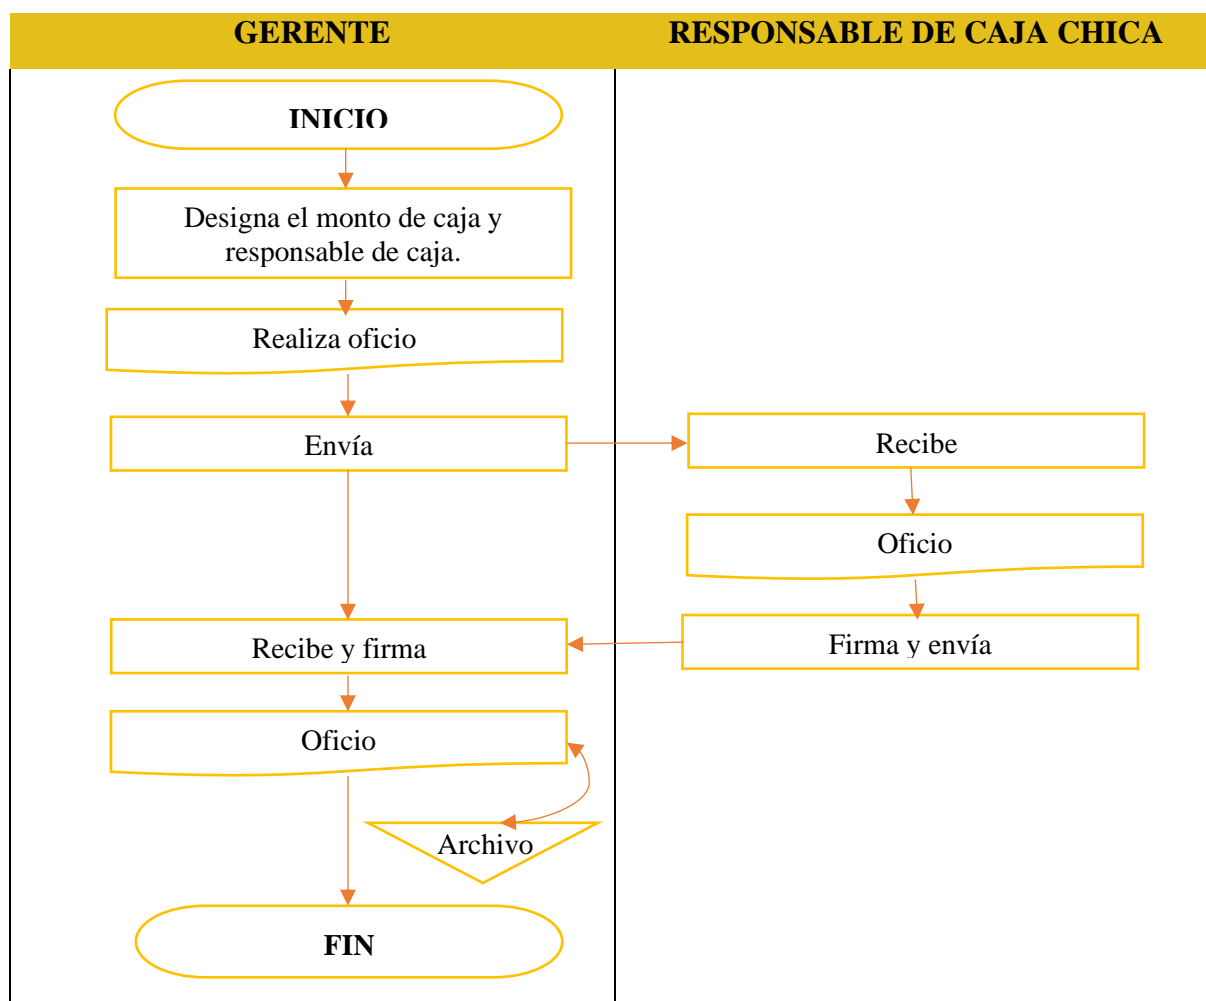 GERENTE
RESPONSABLE DE CAJA CHICA
INICIO
Designa el monto de caja y
responsable de caja.
Realiza oficio
Envía
Recibe
Oficio
Firma y envía
Recibe y firma
Oficio
Archivo
FIN